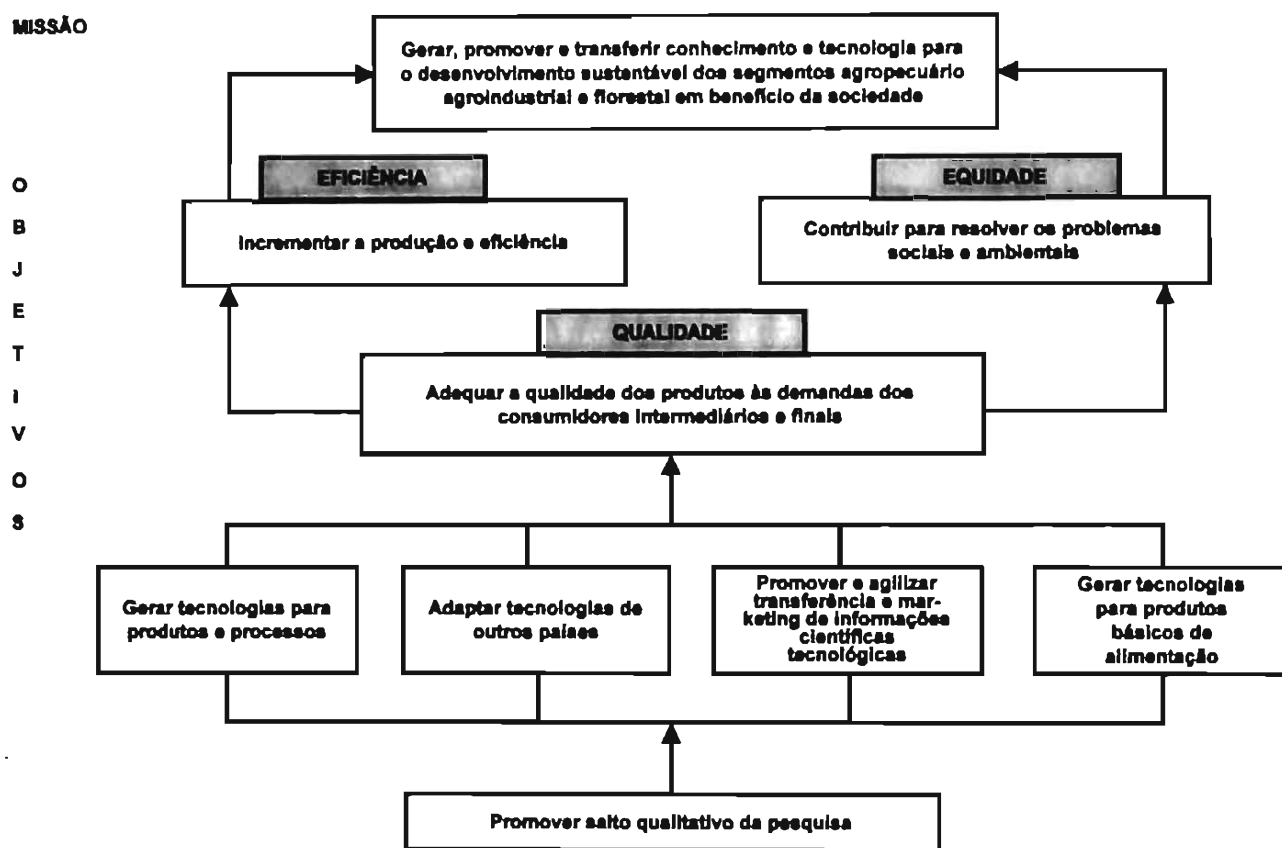 MISSÃO
Gerar, promover e transferir conhecimento e tecnologia para
o desenvolvimento sustentável dos segmentos agropecuário
agroindustrial e florestal em benefício da sociedade
EFICIÊNCIA
Incrementar a produção e eficiência
EQUIDADE
Contribuir para resolver os problemas
sociais e ambientais
O
B
J
E
T
I
V
O
S
QUALIDADE
Adequar a qualidade dos produtos às demandas dos
consumidores intermediários e finais
Gerar tecnologias para
produtos e processos
Adaptar tecnologias de
outros países
Promover e agilizar
transferência e mar-
keting de informações
científicas
tecnológicas
Gerar tecnologias
para produtos
básicos de
alimentação
Promover salto qualitativo da pesquisa